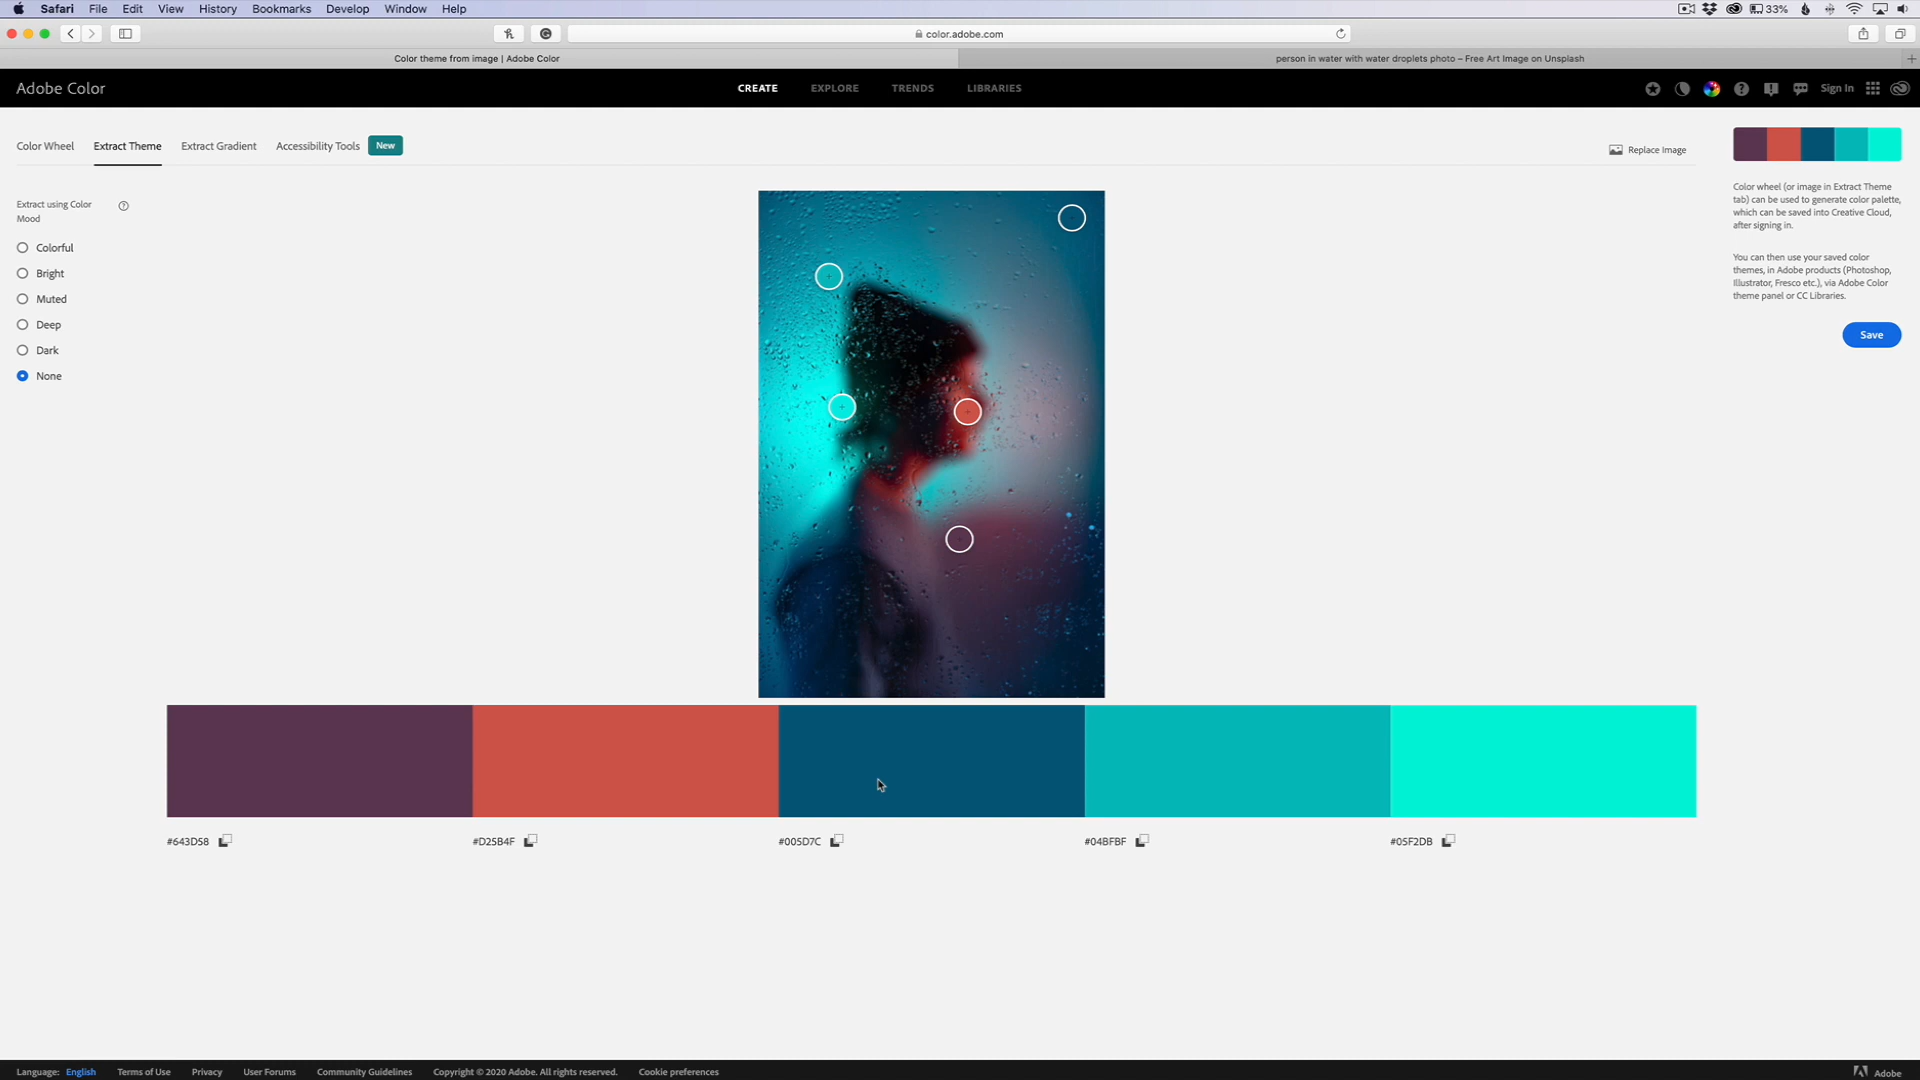 Safari File Edit View History Bookmarks Develop Window Help 33%
color.adobe.com
Color theme from image | Adobe Color
person in water with water droplets photo – Free Art Image on Unsplash
Adobe Color
CREATE EXPLORE TRENDS LIBRARIES
Sign In
Color Wheel Extract Theme Extract Gradient Accessibility Tools New
Replace Image
Extract using Color
Mood
Colorful
Bright
Muted
Deep
Dark
None
Color wheel (or image in Extract Theme
tab) can be used to generate color palette,
which can be saved into Creative Cloud,
after signing in.
You can then use your saved color
themes, in Adobe products (Photoshop,
Illustrator, Fresco etc.), via Adobe Color
theme panel or CC Libraries.
Save
#643D58 #D25B4F #005D7C #04BFBF #05F2DB
Language: English Terms of Use Privacy User Forums Community Guidelines Copyright © 2020 Adobe. All rights reserved. Cookie preferences Adobe